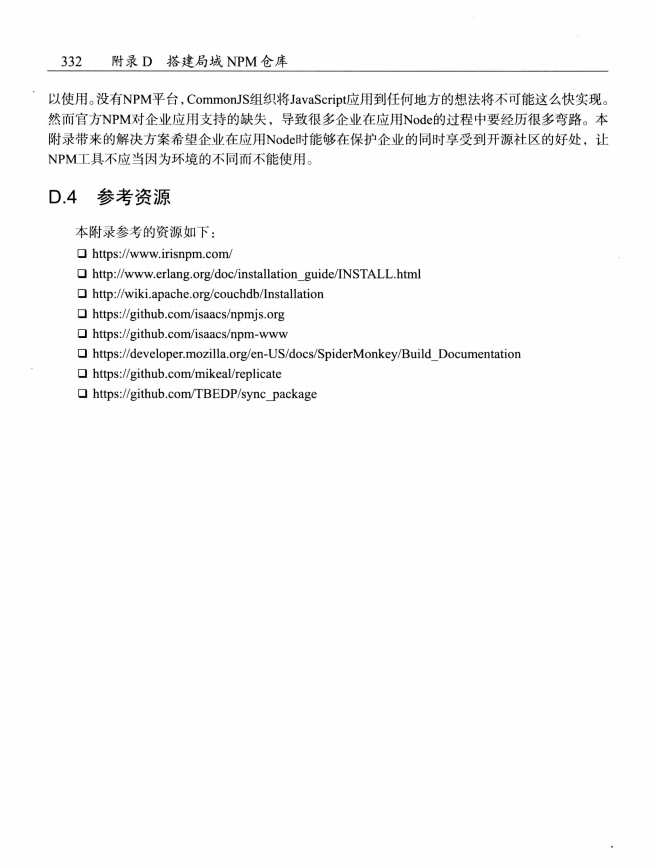 332 附录 D 搭建局域 NPM 仓库
以使用。没有NPM平台，CommonJS组织将JavaScript应用到任何地方的想法将不可能这么快实现。
然而官方NPM对企业应用支持的缺失，导致很多企业在应用Node的过程中要经历很多弯路。本
附录带来的解决方案希望企业在应用Node时能够在保护企业的同时享受到开源社区的好处，让
NPM工具不应当因为环境的不同而不能使用。
D.4 参考资源
本附录参考的资源如下：
❑ https://www.irisnpm.com/
❑ http://www.erlang.org/doc/installation_guide/INSTALL.html
❑ http://wiki.apache.org/couchdb/Installation
❑ https://github.com/isaacs/npmjs.org
❑ https://github.com/isaacs/npm-www
❑ https://developer.mozilla.org/en-US/docs/SpiderMonkey/Build_Documentation
❑ https://github.com/mikeal/replicate
❑ https://github.com/TBEDP/sync_package